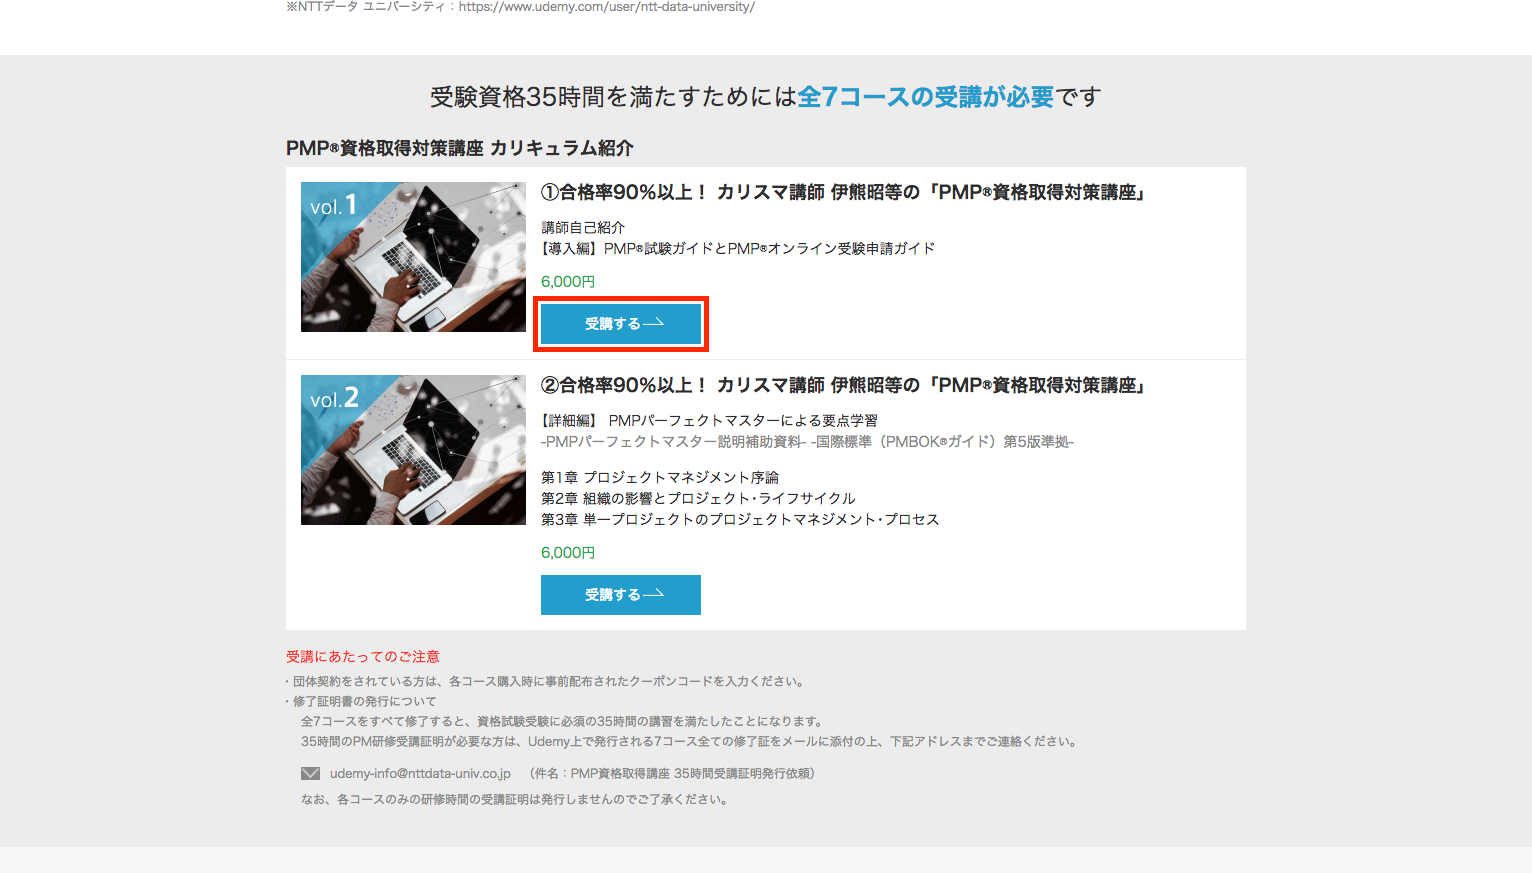 ※NTTデータ ユニバーシティ：https://www.udemy.com/user/ntt-data-university/
受験資格35時間を満たすためには全7コースの受講が必要です
PMP®資格取得対策講座 カリキュラム紹介
vol.1
①合格率90％以上！ カリスマ講師 伊熊昭等の「PMP®資格取得対策講座」
講師自己紹介
【導入編】PMP®試験ガイドとPMP®オンライン受験申請ガイド
6,000円
受講する
vol.2
②合格率90％以上！ カリスマ講師 伊熊昭等の「PMP®資格取得対策講座」
【詳細編】 PMPパーフェクトマスターによる要点学習
-PMPパーフェクトマスター説明補助資料- -国際標準（PMBOK®ガイド）第5版準拠-
第1章 プロジェクトマネジメント序論
第2章 組織の影響とプロジェクト･ライフサイクル
第3章 単一プロジェクトのプロジェクトマネジメント･プロセス
6,000円
受講する
受講にあたってのご注意
・団体契約をされている方は、各コース購入時に事前配布されたクーポンコードを入力ください。
・修了証明書の発行について
全7コースをすべて修了すると、資格試験受験に必須の35時間の講習を満たしたことになります。
35時間のPM研修受講証明が必要な方は、Udemy上で発行される7コース全ての修了証をメールに添付の上、下記アドレスまでご連絡ください。
udemy-info@nttdata-univ.co.jp （件名：PMP資格取得講座 35時間受講証明発行依頼）
なお、各コースのみの研修時間の受講証明は発行しませんのでご了承ください。